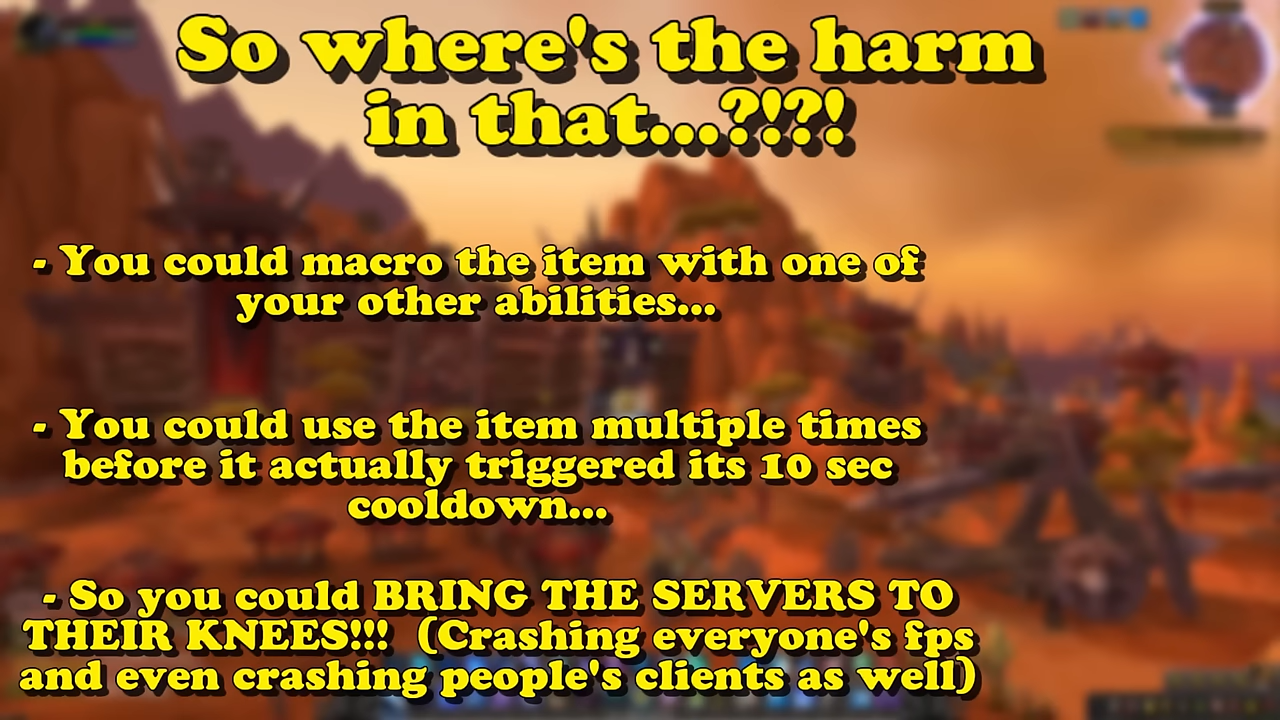 So where's the harm
in that...?!?!
- You could macro the item with one of
your other abilities...
- You could use the item multiple times
before it actually triggered its 10 sec
cooldown...
- So you could BRING THE SERVERS TO
THEIR KNEES!!!  (Crashing everyone's fps
and even crashing people's clients as well)